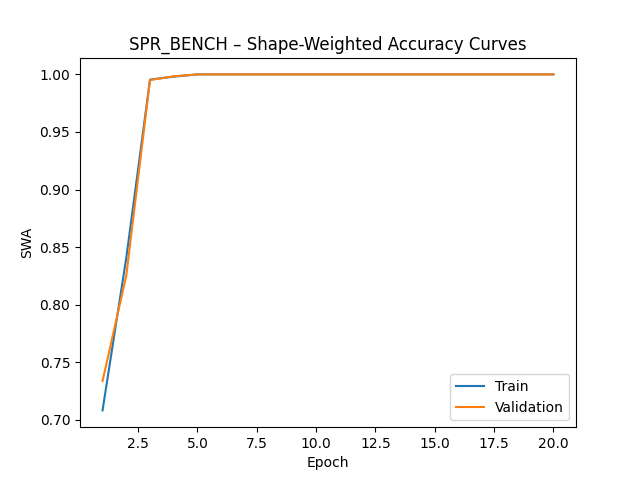 SPR_BENCH – Shape-Weighted Accuracy Curves
1.00
0.95
0.90
0.85
0.80
0.75
0.70
SWA
Train
Validation
2.5 5.0 7.5 10.0 12.5 15.0 17.5 20.0
Epoch